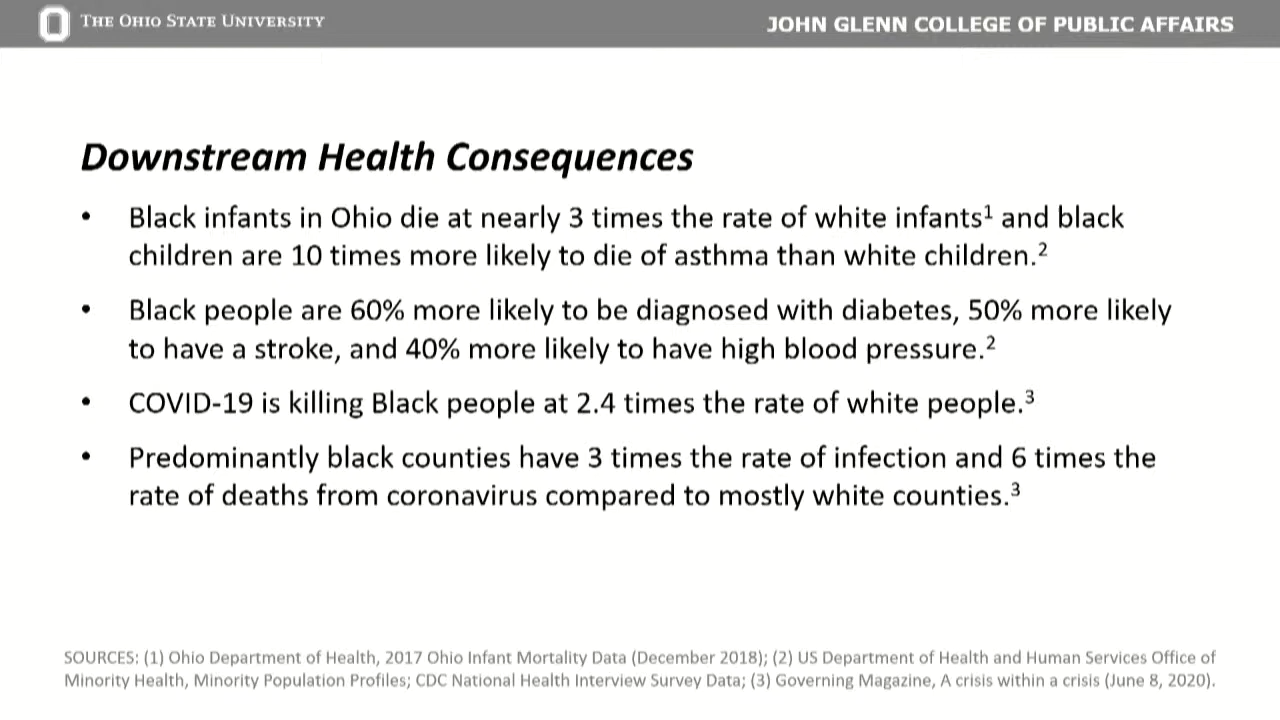 THE OHIO STATE UNIVERSITY
JOHN GLENN COLLEGE OF PUBLIC AFFAIRS
Downstream Health Consequences
• Black infants in Ohio die at nearly 3 times the rate of white infants¹ and black
children are 10 times more likely to die of asthma than white children.²
• Black people are 60% more likely to be diagnosed with diabetes, 50% more likely
to have a stroke, and 40% more likely to have high blood pressure.²
• COVID-19 is killing Black people at 2.4 times the rate of white people.³
• Predominantly black counties have 3 times the rate of infection and 6 times the
rate of deaths from coronavirus compared to mostly white counties.³
SOURCES: (1) Ohio Department of Health, 2017 Ohio Infant Mortality Data (December 2018); (2) US Department of Health and Human Services Office of
Minority Health, Minority Population Profiles; CDC National Health Interview Survey Data; (3) Governing Magazine, A crisis within a crisis (June 8, 2020).